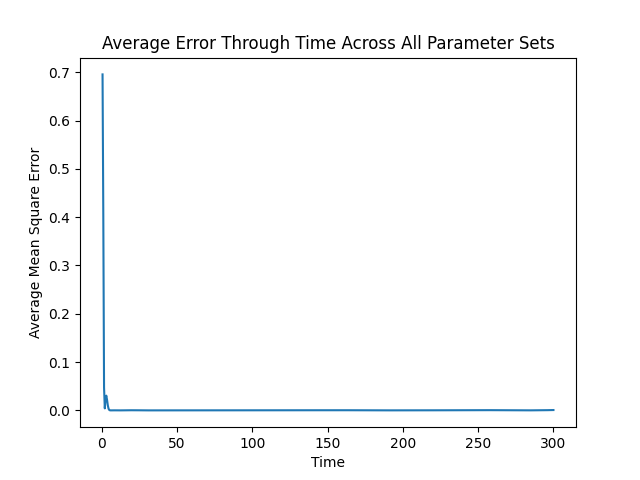 Average Error Through Time Across All Parameter Sets
0.7
0.6
0.5
0.4
0.3
0.2
0.1
0.0
Average Mean Square Error
0 50 100 150 200 250 300
Time